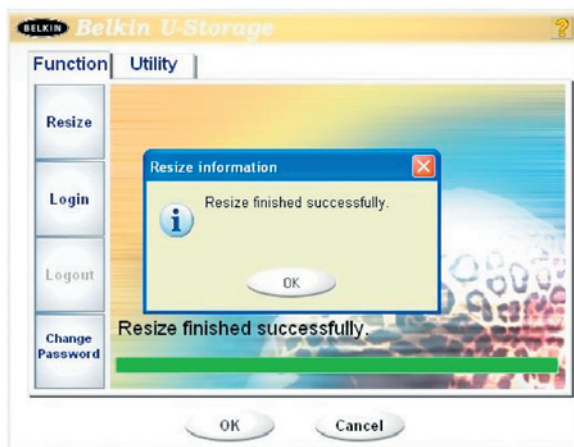 BELKIN Belkin U-Storage ?
Function Utility
Resize
Login
Logout
Change
Password
Resize information
Resize finished successfully.
OK
Resize finished successfully.
OK Cancel